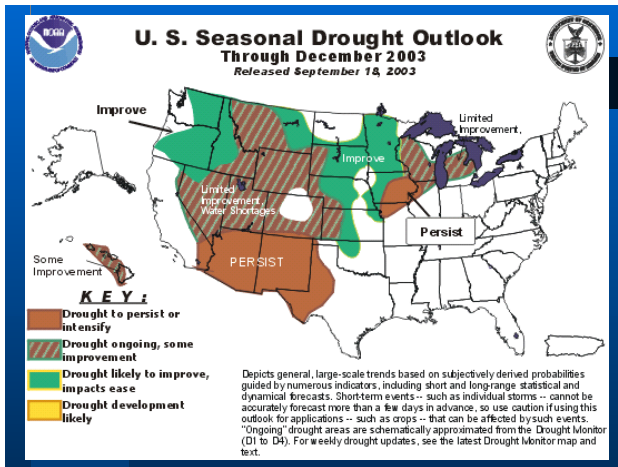 NOAA
U. S. Seasonal Drought Outlook
Through December 2003
Released September 18, 2003
Improve
Limited
Improvement,
Improve
Limited
Improvement,
Water Shortages
Persist
PERSIST
Some
Improvement
K E Y :
Drought to persist or
intensify
Drought ongoing, some
improvement
Drought likely to improve,
impacts ease
Drought development
likely
Depicts general, large-scale trends based on subjectively derived probabilities
guided by numerous indicators, including short and long-range statistical and
dynamical forecasts. Short-term events -- such as individual storms -- cannot be
accurately forecast more than a few days in advance, so use caution if using this
outlook for applications -- such as crops -- that can be affected by such events.
"Ongoing" drought areas are schematically approximated from the Drought Monitor
(D1 to D4). For weekly drought updates, see the latest Drought Monitor map and
text.